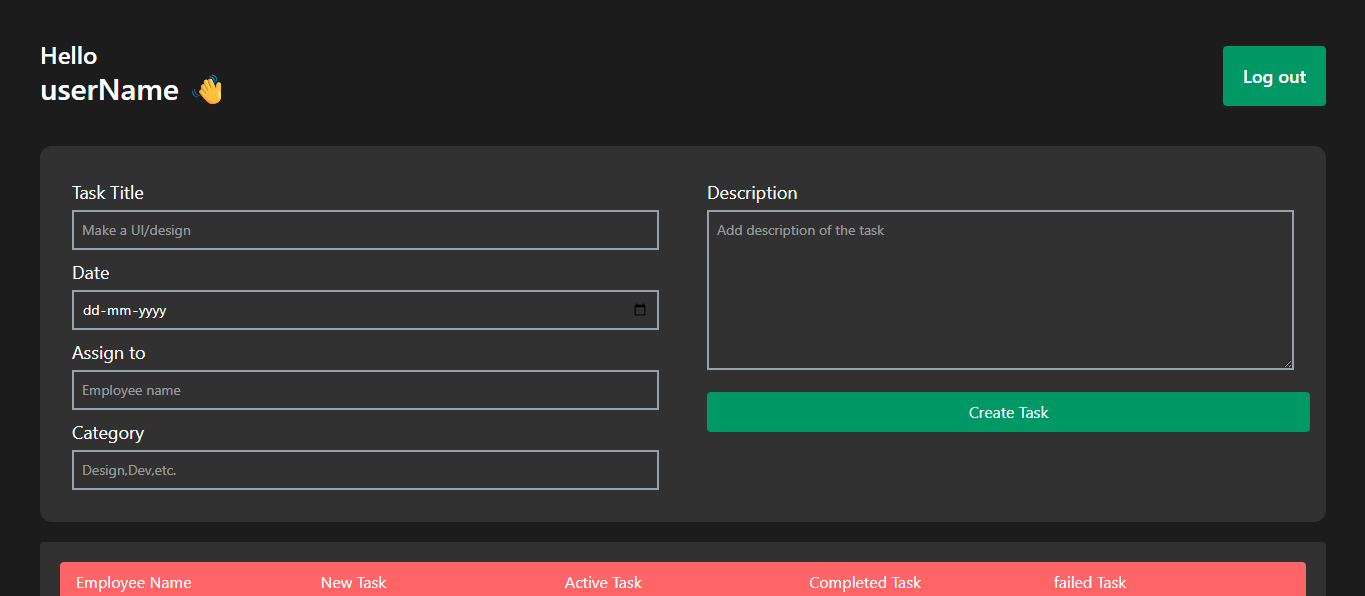 Hello
userName 👋
Log out
Task Title
Make a UI/design
Date
dd-mm-yyyy
Assign to
Employee name
Category
Design,Dev,etc.
Description
Add description of the task
Create Task
Employee Name New Task Active Task Completed Task failed Task